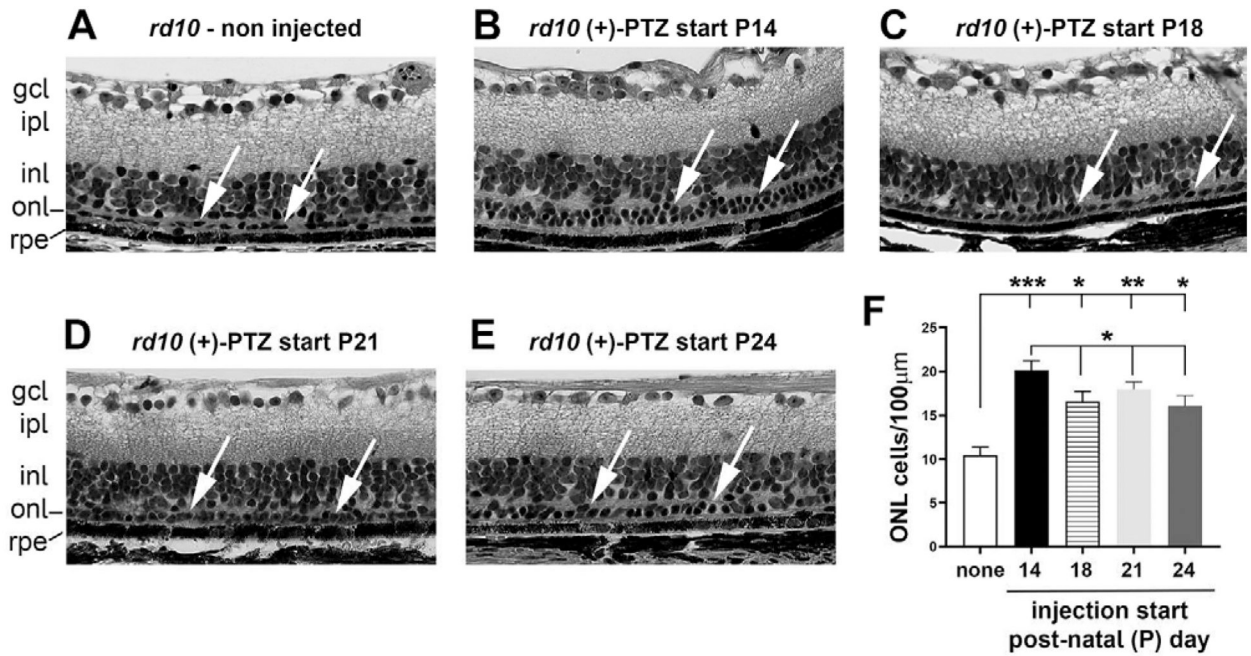 A
rd10 - non injected
B
rd10 (+)-PTZ start P14
C
rd10 (+)-PTZ start P18
gcl
ipl
inl
onl
rpe
D
rd10 (+)-PTZ start P21
E
rd10 (+)-PTZ start P24
gcl
ipl
inl
onl
rpe
F
*** * ** *
*
ONL cells/100μm
25
20
15
10
5
0
none 14 18 21 24
injection start
post-natal (P) day